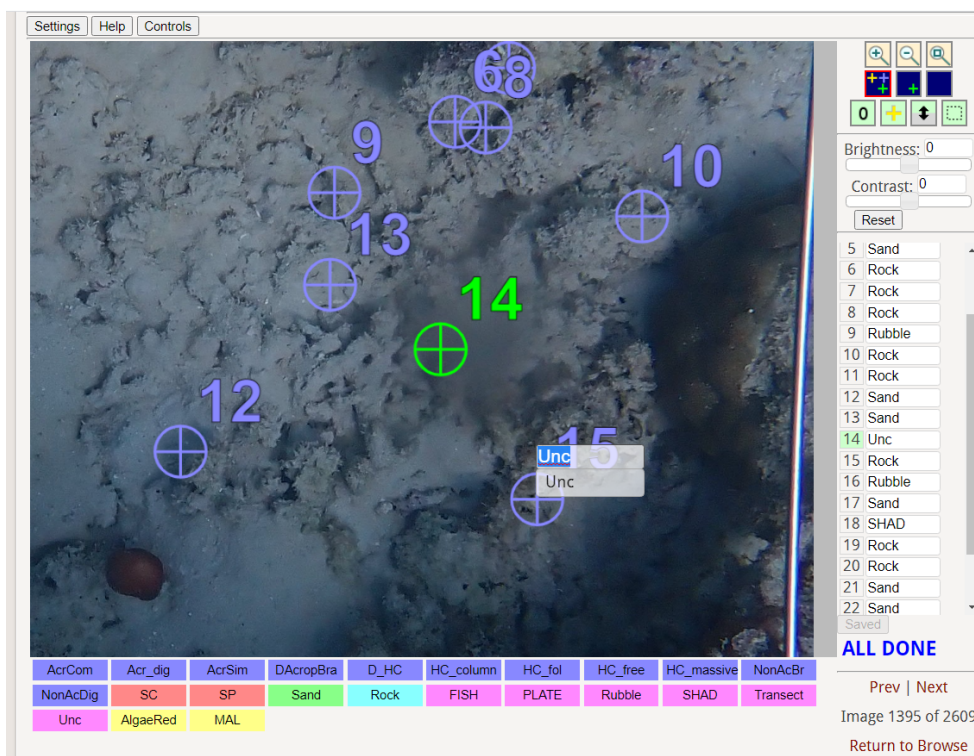 Settings Help Controls
6 8
9
10
13
14
12
15
Unc
Unc
0
Brightness: 0
Contrast: 0
Reset
5 Sand
6 Rock
7 Rock
8 Rock
9 Rubble
10 Rock
11 Rock
12 Sand
13 Sand
14 Unc
15 Rock
16 Rubble
17 Sand
18 SHAD
19 Rock
20 Rock
21 Sand
22 Sand
Saved
ALL DONE
Prev | Next
Image 1395 of 2609
Return to Browse
AcrCom Acr_dig AcrSim DAcropBra D_HC HC_column HC_fol HC_free HC_massive NonAcBr
NonAcDig SC SP Sand Rock FISH PLATE Rubble SHAD Transect
Unc AlgaeRed MAL